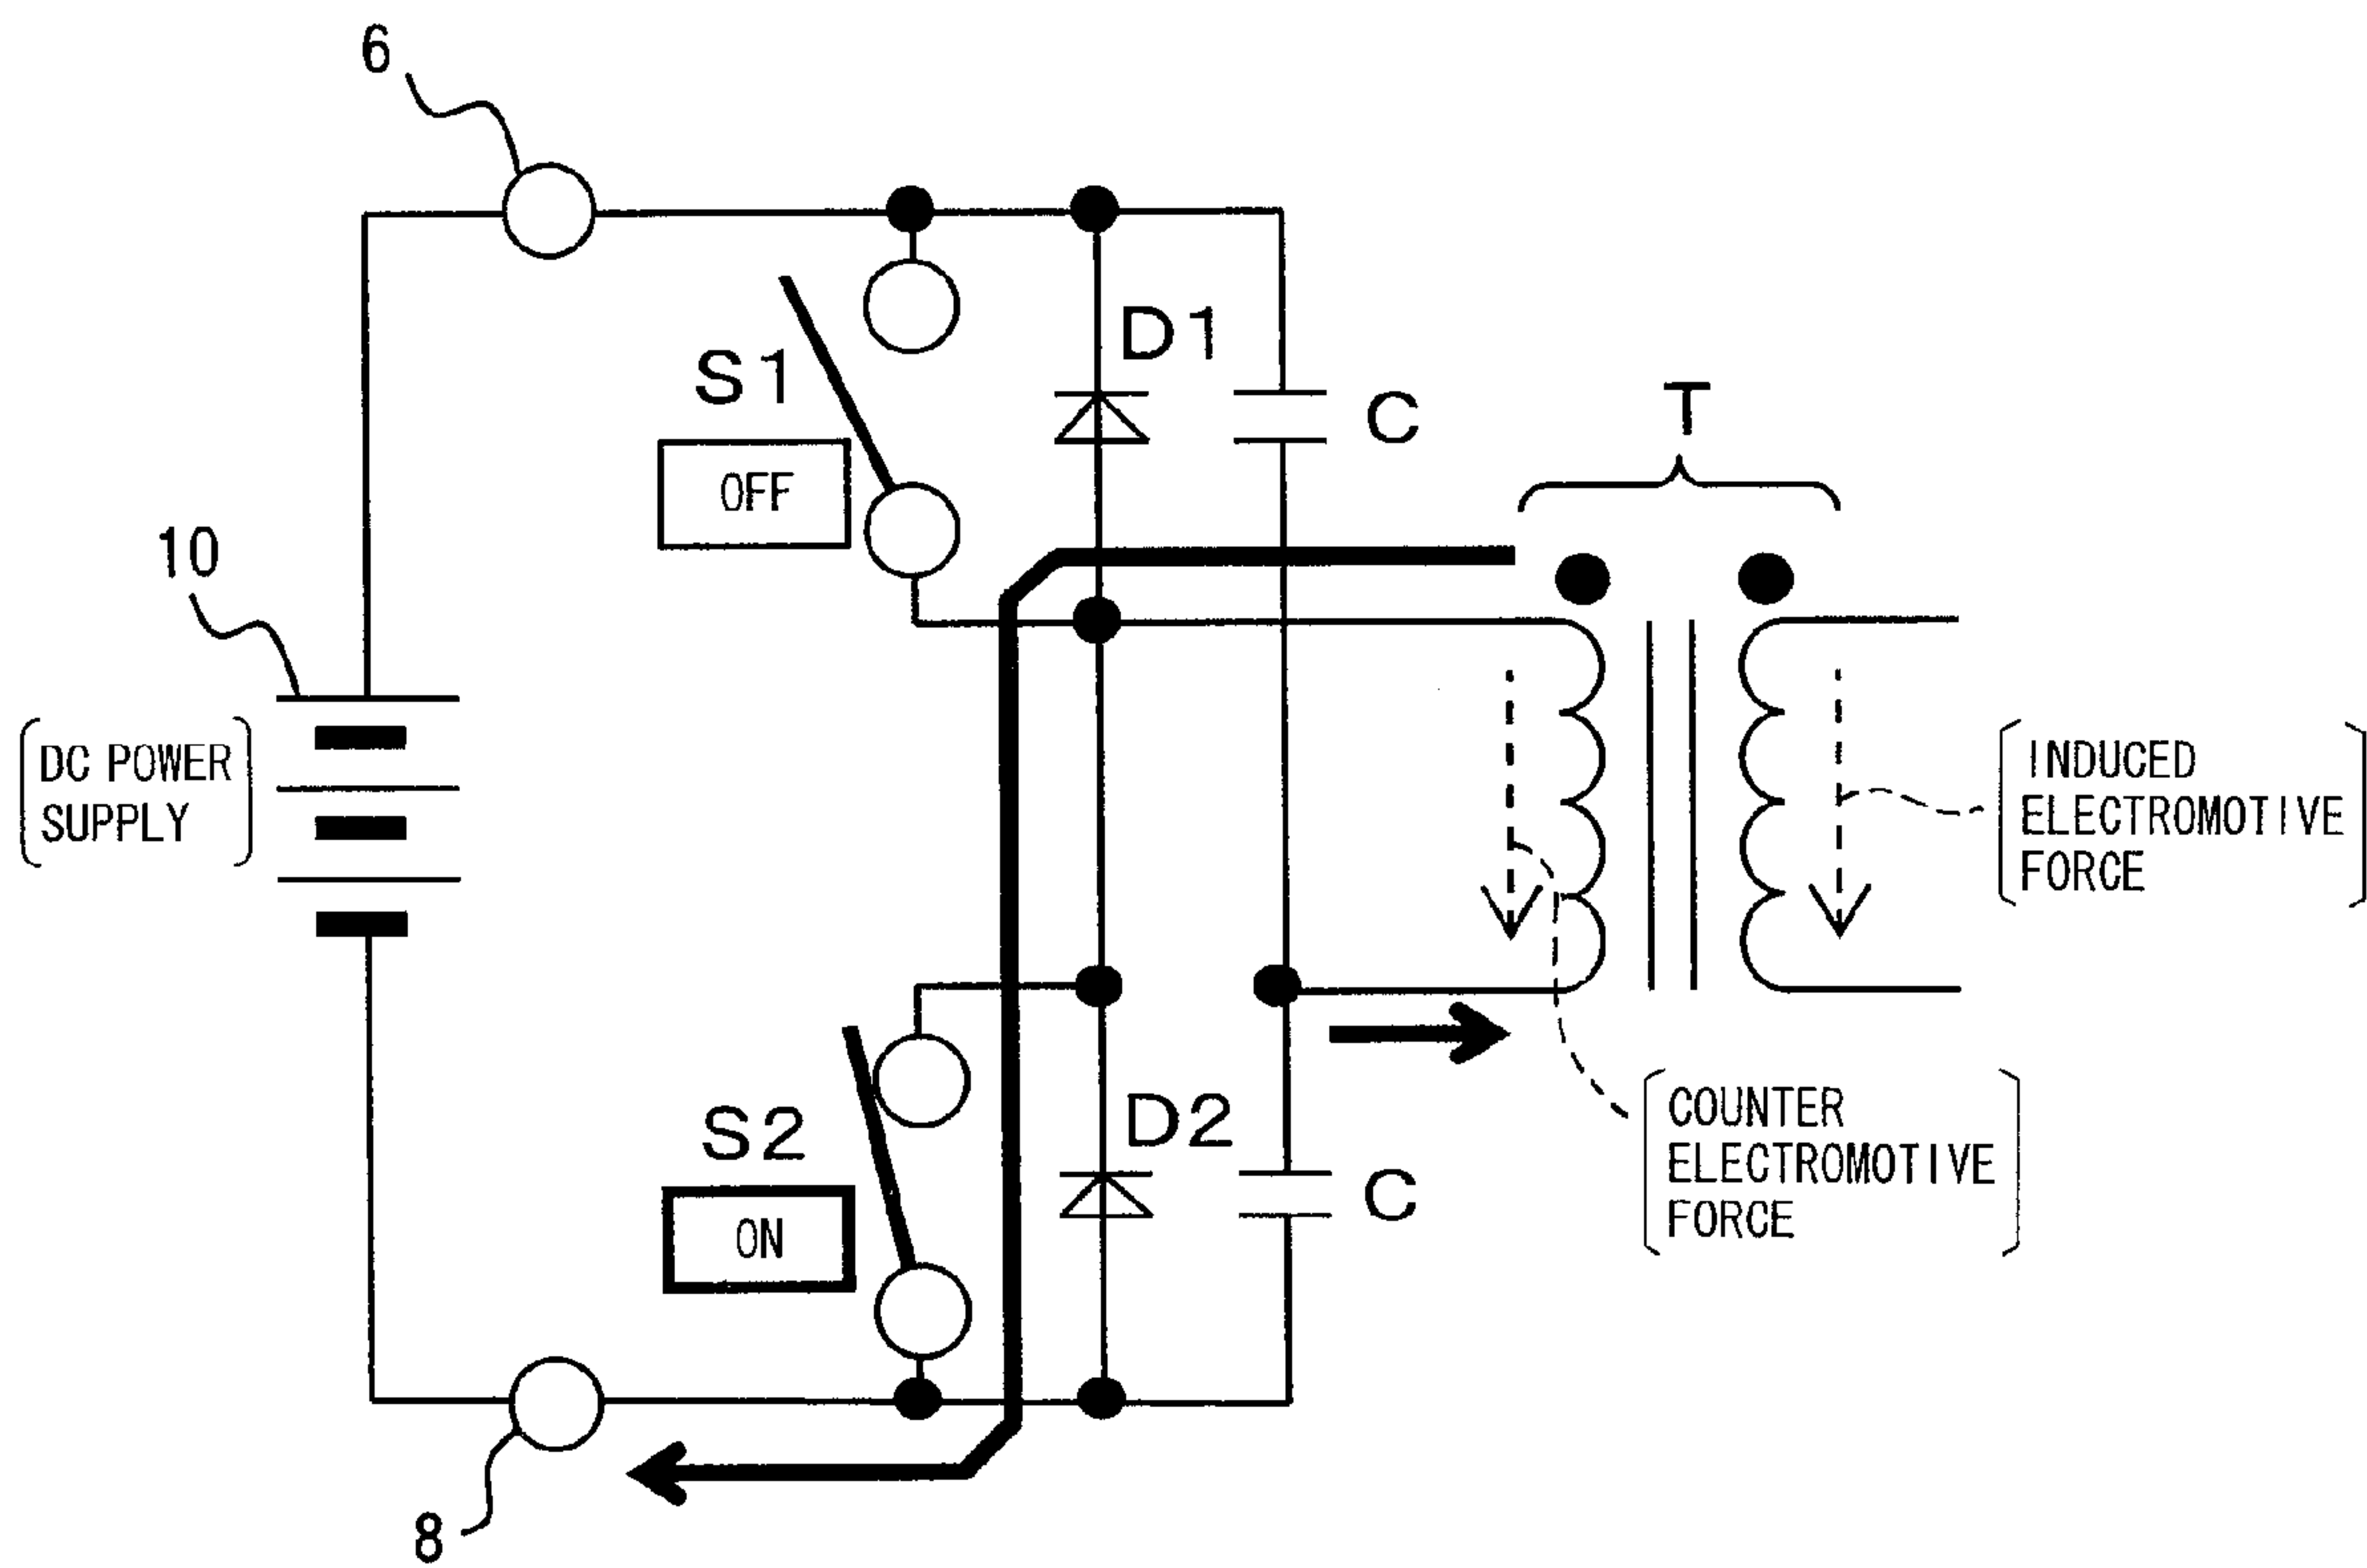 6
D1
S1
C
T
OFF
10
DC POWER
SUPPLY
INDUCED
ELECTROMOTIVE
FORCE
S2
D2
COUNTER
ELECTROMOTIVE
FORCE
C
ON
8